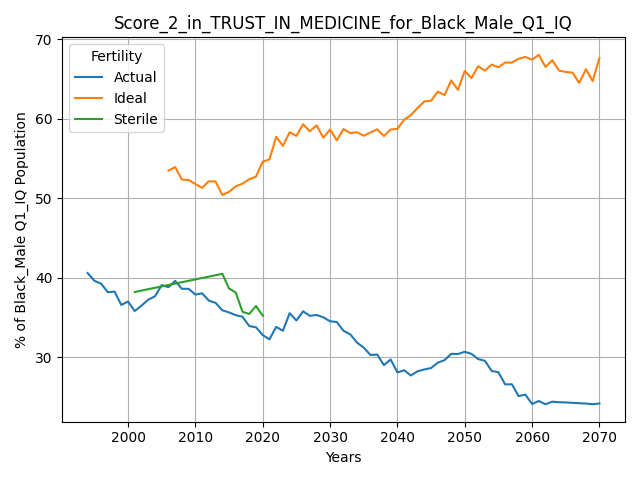 Score_2_in_TRUST_IN_MEDICINE_for_Black_Male_Q1_IQ
Fertility
Actual
Ideal
Sterile
% of Black_Male Q1_IQ Population
70
60
50
40
30
2000 2010 2020 2030 2040 2050 2060 2070
Years